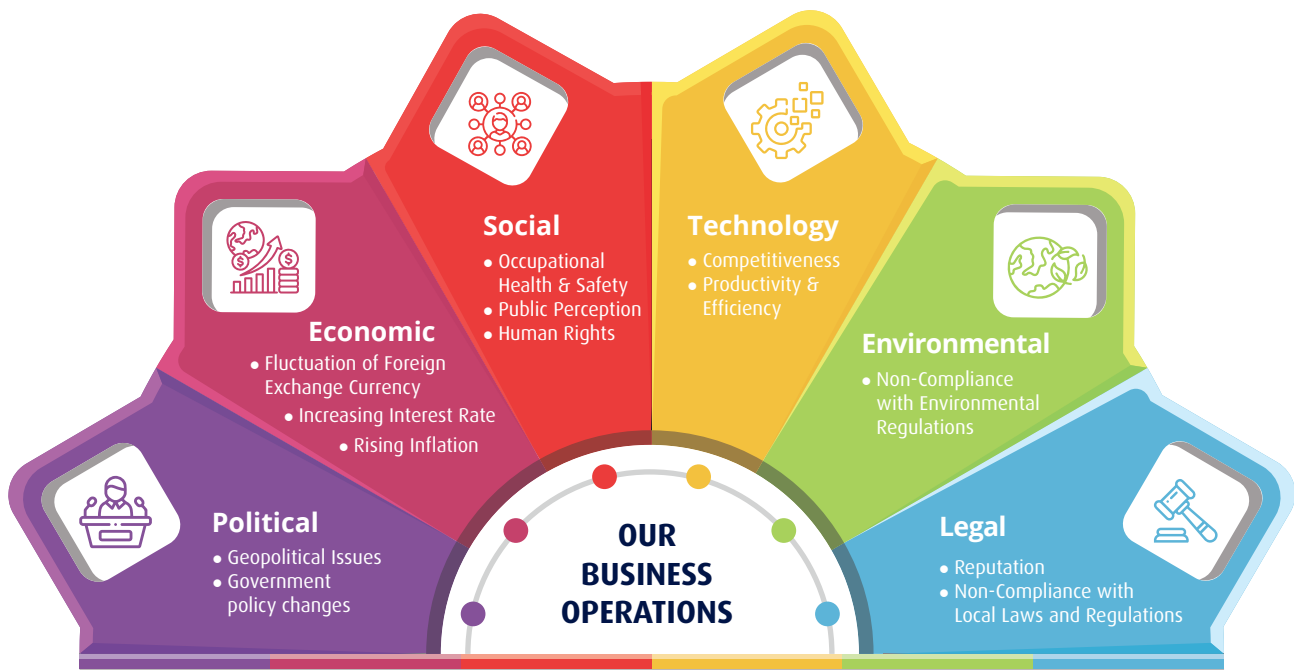 Political
• Geopolitical Issues
• Government
policy changes
Economic
• Fluctuation of Foreign
Exchange Currency
• Increasing Interest Rate
• Rising Inflation
Social
• Occupational
Health & Safety
• Public Perception
• Human Rights
Technology
• Competitiveness
• Productivity &
Efficiency
Environmental
• Non-Compliance
with Environmental
Regulations
Legal
• Reputation
• Non-Compliance with
Local Laws and Regulations
OUR
BUSINESS
OPERATIONS
$
$